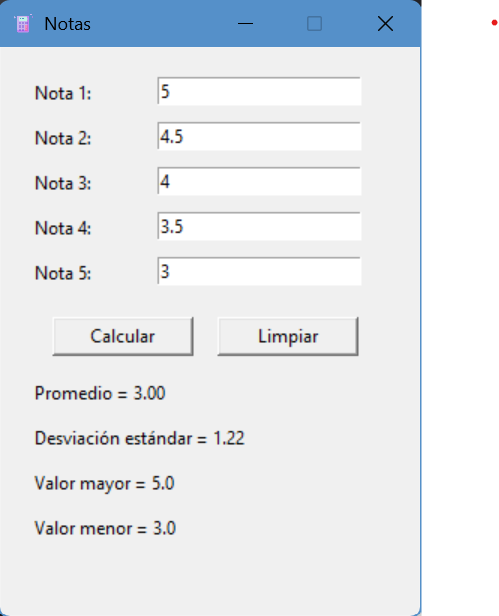 Notas
Nota 1: 5
Nota 2: 4.5
Nota 3: 4
Nota 4: 3.5
Nota 5: 3
Calcular Limpiar
Promedio = 3.00
Desviación estándar = 1.22
Valor mayor = 5.0
Valor menor = 3.0